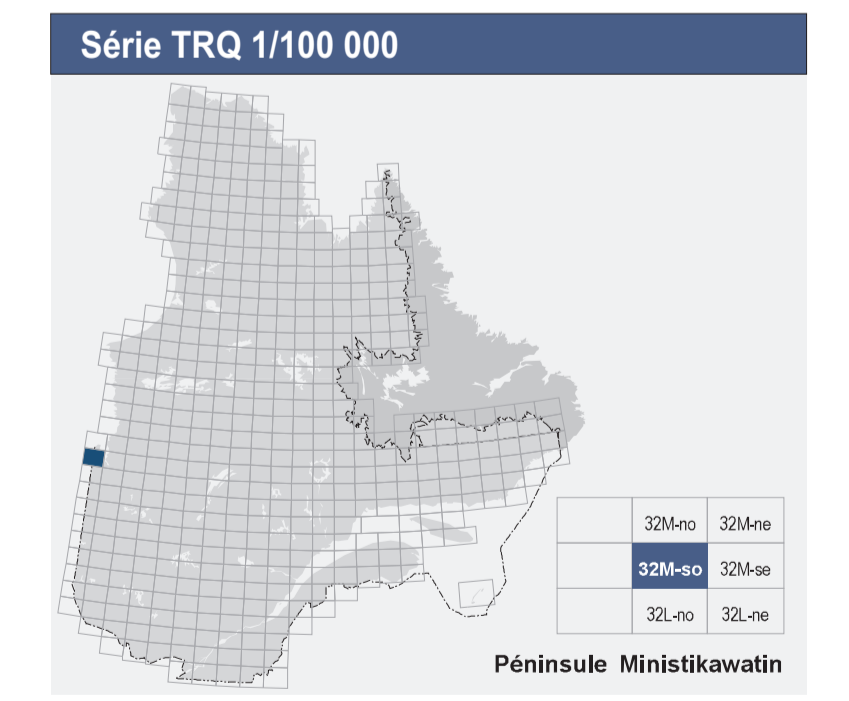 Série TRQ 1/100 000
32M-no 32M-ne
32M-so 32M-se
32L-no 32L-ne
Péninsule Ministikawatin